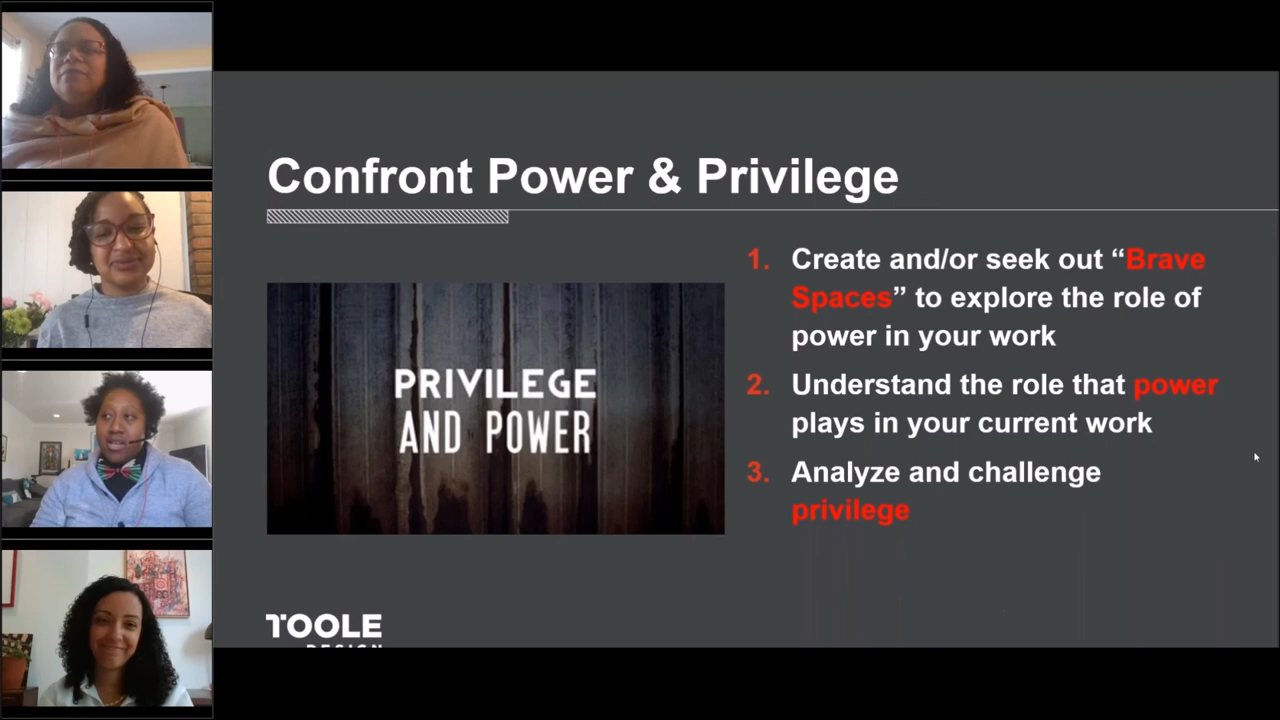 Confront Power & Privilege
PRIVILEGE
AND POWER
1. Create and/or seek out “Brave
Spaces” to explore the role of
power in your work
2. Understand the role that power
plays in your current work
3. Analyze and challenge
privilege
TOOLE
DESIGN